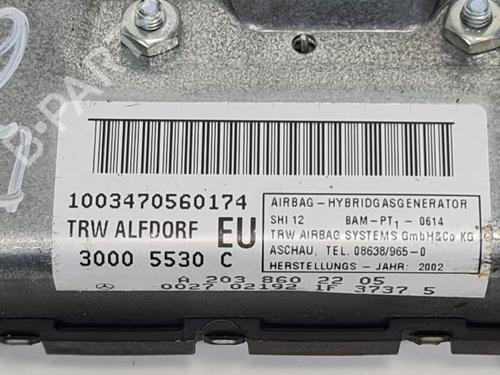 1003470560174
TRW ALFDORF EU
3000 5530 C
AIRBAG - HYBRIDGASGENERATOR
SHI 12 BAM-PT1 - 0614
TRW AIRBAG SYSTEMS GmbH&Co KG
ASCHAU, TEL. 08638/965-0
HERSTELLUNGS - JAHR: 2002
A 203 860 22 05
0027 02192 1F 3737 5
B-PARTS